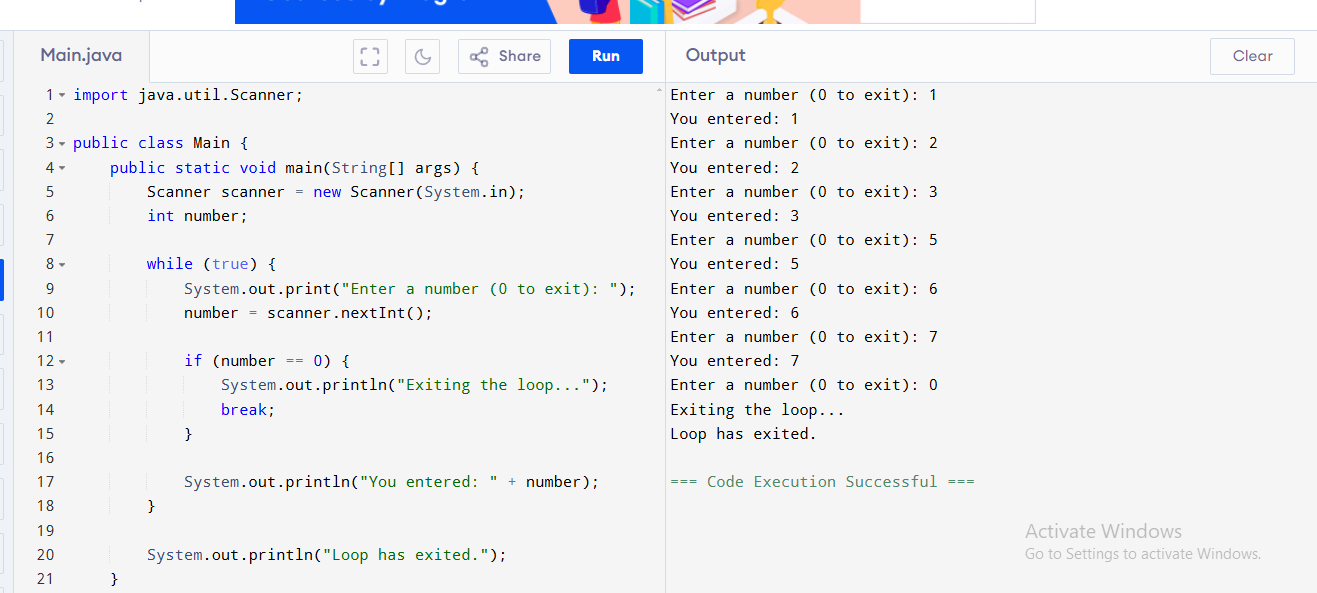 Main.java
Share
Run
Output
Clear
1 import java.util.Scanner;
2
3 public class Main {
4     public static void main(String[] args) {
5         Scanner scanner = new Scanner(System.in);
6         int number;
7
8         while (true) {
9             System.out.print("Enter a number (0 to exit): ");
10             number = scanner.nextInt();
11
12             if (number == 0) {
13                 System.out.println("Exiting the loop...");
14                 break;
15             }
16
17             System.out.println("You entered: " + number);
18         }
19
20         System.out.println("Loop has exited.");
21     }
Enter a number (0 to exit): 1
You entered: 1
Enter a number (0 to exit): 2
You entered: 2
Enter a number (0 to exit): 3
You entered: 3
Enter a number (0 to exit): 5
You entered: 5
Enter a number (0 to exit): 6
You entered: 6
Enter a number (0 to exit): 7
You entered: 7
Enter a number (0 to exit): 0
Exiting the loop...
Loop has exited.
=== Code Execution Successful ===
Activate Windows
Go to Settings to activate Windows.